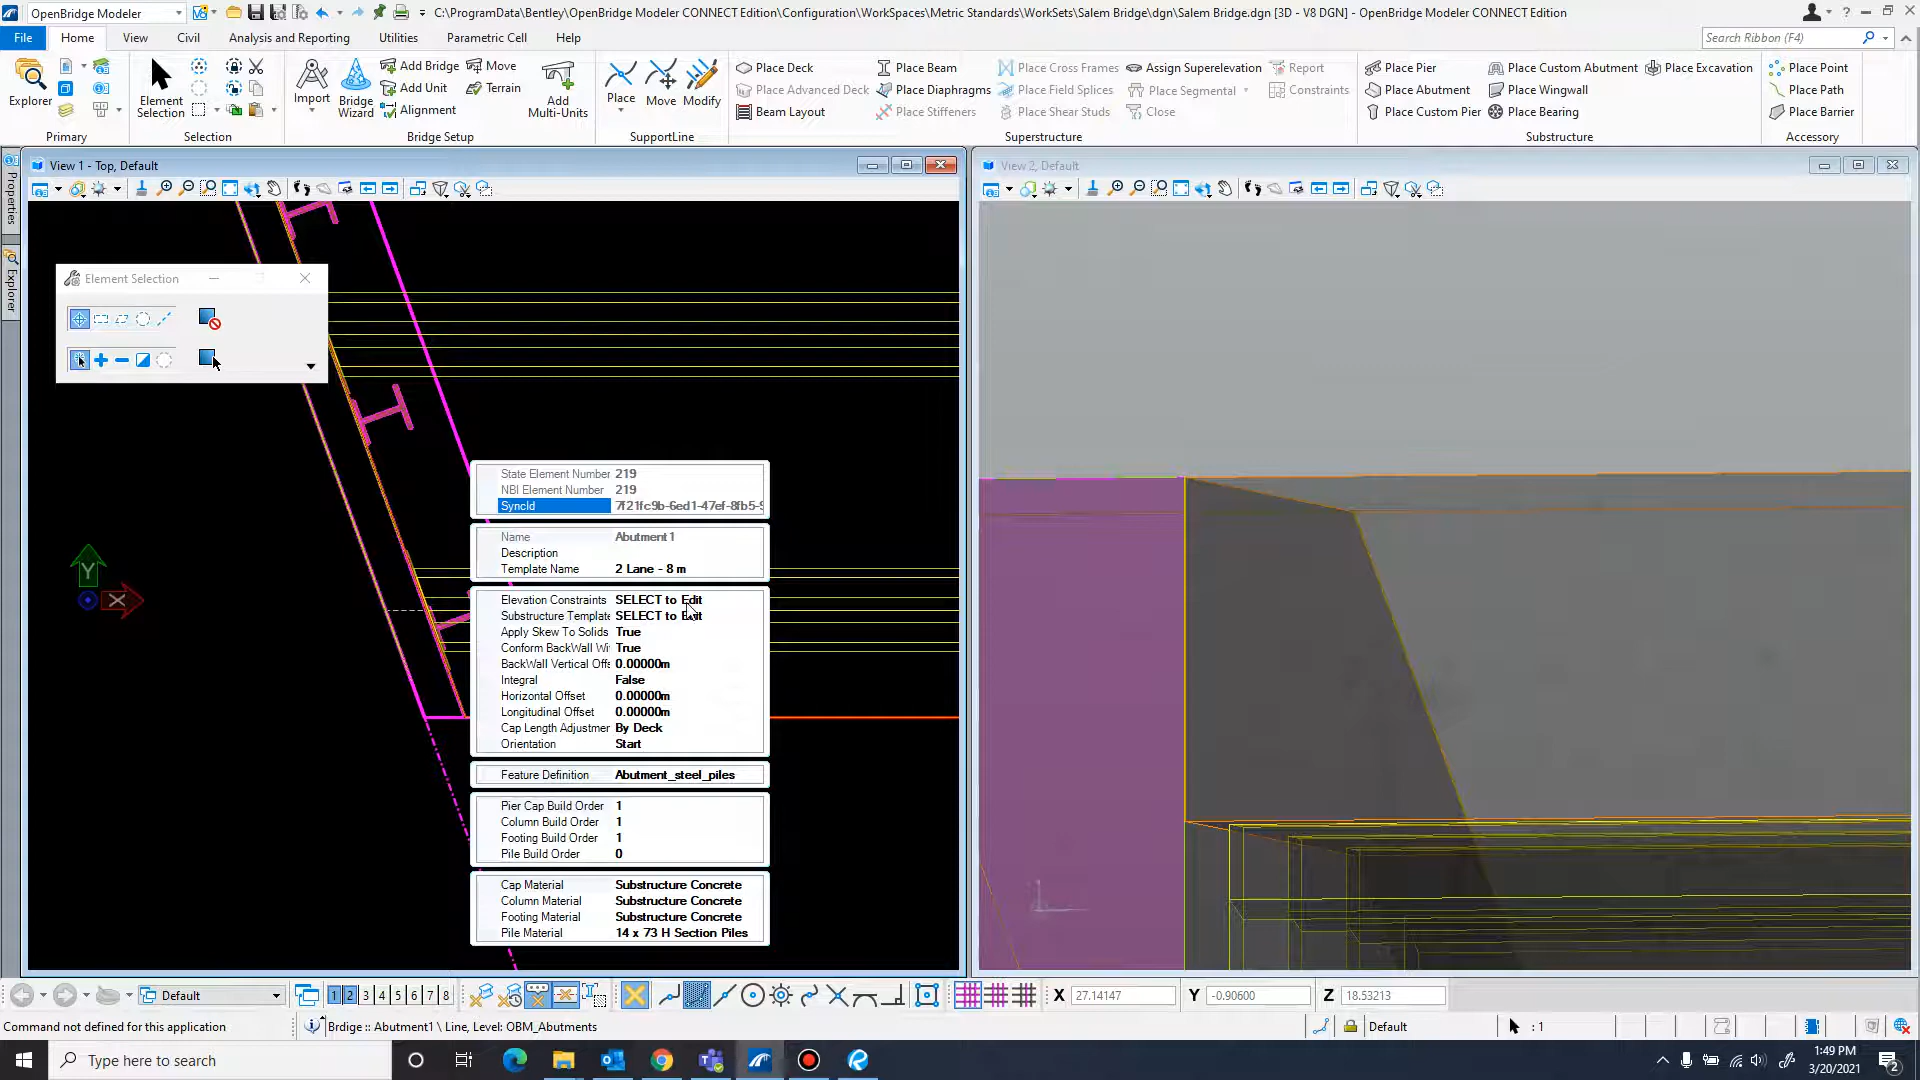 OpenBridge Modeler
C:\ProgramData\Bentley\OpenBridge Modeler CONNECT Edition\Configuration\WorkSpaces\Metric Standards\WorkSets\Salem Bridge\dgn\Salem Bridge.dgn [3D - V8 DGN] - OpenBridge Modeler CONNECT Edition
File Home View Civil Analysis and Reporting Utilities Parametric Cell Help
Search Ribbon (F4)
Explorer
Primary
Element Selection
Selection
Import
Bridge Wizard
Add Bridge
Add Unit
Alignment
Move
Terrain
Add Multi-Units
Bridge Setup
Place
Move
Modify
SupportLine
Place Deck
Place Advanced Deck
Beam Layout
Place Beam
Place Diaphragms
Place Stiffeners
Place Cross Frames
Place Field Splices
Place Shear Studs
Assign Superelevation
Place Segmental
Close
Report
Constraints
Superstructure
Place Pier
Place Abutment
Place Custom Pier
Place Custom Abutment
Place Wingwall
Place Bearing
Place Excavation
Substructure
Place Point
Place Path
Place Barrier
Accessory
Properties
Explorer
View 1 - Top, Default
View 2, Default
Element Selection
Y
X
State Element Number 219
NBI Element Number 219
SyncId 7f21fc9b-6ed1-47ef-8fb5-9
Name Abutment1
Description
Template Name 2 Lane - 8 m
Elevation Constraints SELECT to Edit
Substructure Template SELECT to Edit
Apply Skew To Solids True
Conform BackWall Wi True
BackWall Vertical Offs 0.00000m
Integral False
Horizontal Offset 0.00000m
Longitudinal Offset 0.00000m
Cap Length Adjustmer By Deck
Orientation Start
Feature Definition Abutment_steel_piles
Pier Cap Build Order 1
Column Build Order 1
Footing Build Order 1
Pile Build Order 0
Cap Material Substructure Concrete
Column Material Substructure Concrete
Footing Material Substructure Concrete
Pile Material 14 x 73 H Section Piles
Default
1 2 3 4 5 6 7 8
X 27.14147 Y -0.90600 Z 18.53213
Command not defined for this application
Brdige :: Abutment1 \ Line, Level: OBM_Abutments
Default
: 1
Type here to search
1:49 PM
3/20/2021
2